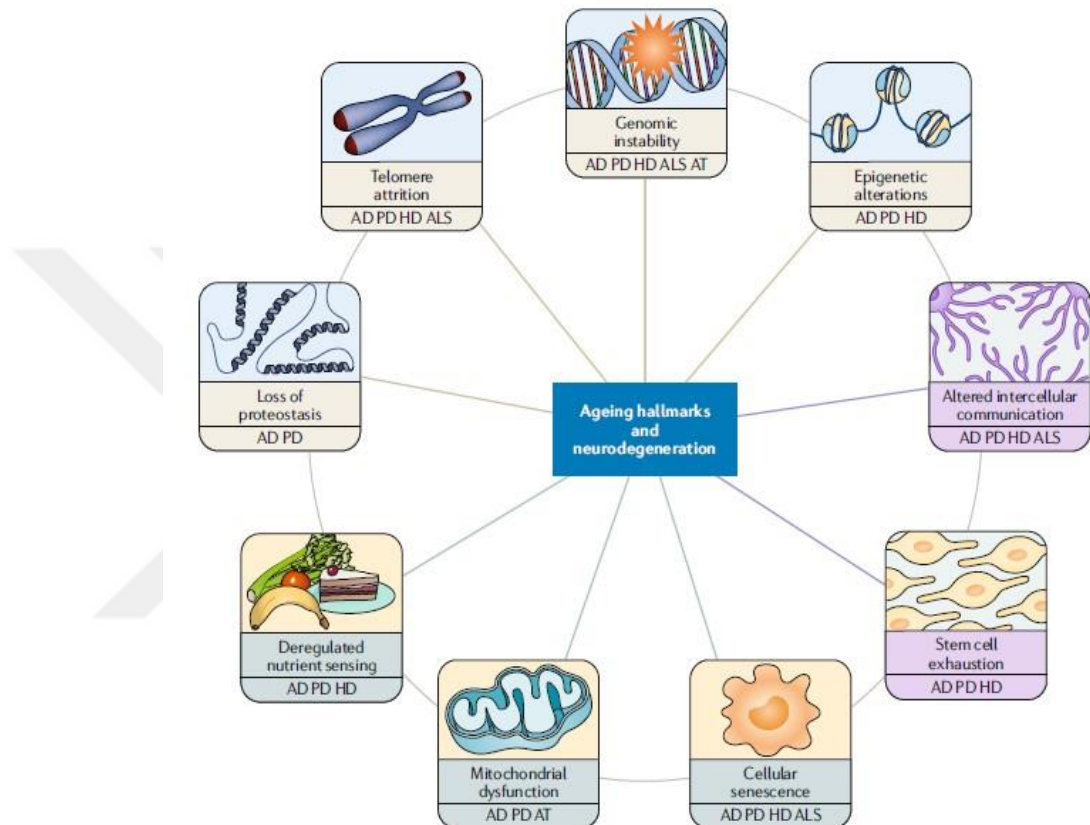 Genomic
instability
AD PD HD ALS AT
Telomere
attrition
AD PD HD ALS
Epigenetic
alterations
AD PD HD
Loss of
proteostasis
AD PD
Ageing hallmarks
and
neurodegeneration
Altered intercellular
communication
AD PD HD ALS
Deregulated
nutrient sensing
AD PD HD
Stem cell
exhaustion
AD PD HD
Mitochondrial
dysfunction
AD PD AT
Cellular
senescence
AD PD HD ALS